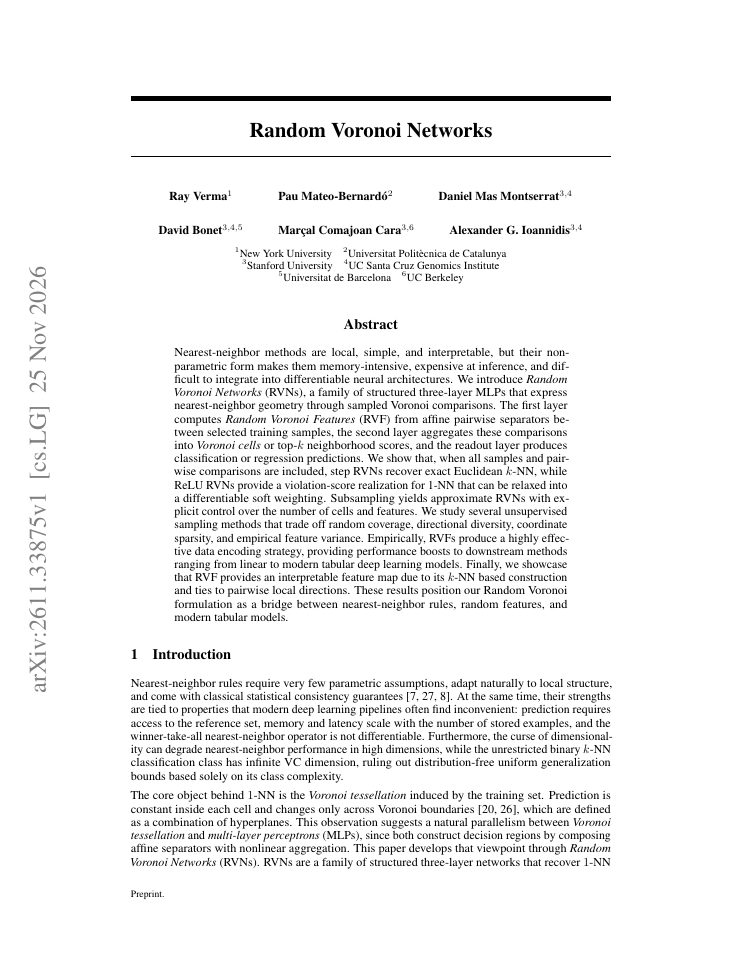 Random Voronoi Networks
Ray Verma1 Pau Mateo-Bernardó2 Daniel Mas Montserrat3,4
David Bonet3,4,5 Marçal Comajoan Cara3,6 Alexander G. Ioannidis3,4
1New York University 2Universitat Politècnica de Catalunya
3Stanford University 4UC Santa Cruz Genomics Institute
5Universitat de Barcelona 6UC Berkeley
Abstract
Nearest-neighbor methods are local, simple, and interpretable, but their non-
parametric form makes them memory-intensive, expensive at inference, and dif-
ficult to integrate into differentiable neural architectures. We introduce Random
Voronoi Networks (RVNs), a family of structured three-layer MLPs that express
nearest-neighbor geometry through sampled Voronoi comparisons. The first layer
computes Random Voronoi Features (RVF) from affine pairwise separators be-
tween selected training samples, the second layer aggregates these comparisons
into Voronoi cells or top-k neighborhood scores, and the readout layer produces
classification or regression predictions. We show that, when all samples and pair-
wise comparisons are included, step RVNs recover exact Euclidean k-NN, while
ReLU RVNs provide a violation-score realization for 1-NN that can be relaxed into
a differentiable soft weighting. Subsampling yields approximate RVNs with ex-
plicit control over the number of cells and features. We study several unsupervised
sampling methods that trade off random coverage, directional diversity, coordinate
sparsity, and empirical feature variance. Empirically, RVFs produce a highly effec-
tive data encoding strategy, providing performance boosts to downstream methods
ranging from linear to modern tabular deep learning models. Finally, we showcase
that RVF provides an interpretable feature map due to its k-NN based construction
and ties to pairwise local directions. These results position our Random Voronoi
formulation as a bridge between nearest-neighbor rules, random features, and
modern tabular models.
1 Introduction
Nearest-neighbor rules require very few parametric assumptions, adapt naturally to local structure,
and come with classical statistical consistency guarantees [7, 27, 8]. At the same time, their strengths
are tied to properties that modern deep learning pipelines often find inconvenient: prediction requires
access to the reference set, memory and latency scale with the number of stored examples, and the
winner-take-all nearest-neighbor operator is not differentiable. Furthermore, the curse of dimensional-
ity can degrade nearest-neighbor performance in high dimensions, while the unrestricted binary k-NN
classification class has infinite VC dimension, ruling out distribution-free uniform generalization
bounds based solely on its class complexity.
The core object behind 1-NN is the Voronoi tessellation induced by the training set. Prediction is
constant inside each cell and changes only across Voronoi boundaries [20, 26], which are defined
as a combination of hyperplanes. This observation suggests a natural parallelism between Voronoi
tessellation and multi-layer perceptrons (MLPs), since both construct decision regions by composing
affine separators with nonlinear aggregation. This paper develops that viewpoint through Random
Voronoi Networks (RVNs). RVNs are a family of structured three-layer networks that recover 1-NN
Preprint.
arXiv:2611.33875v1 [cs.LG] 25 Nov 2026